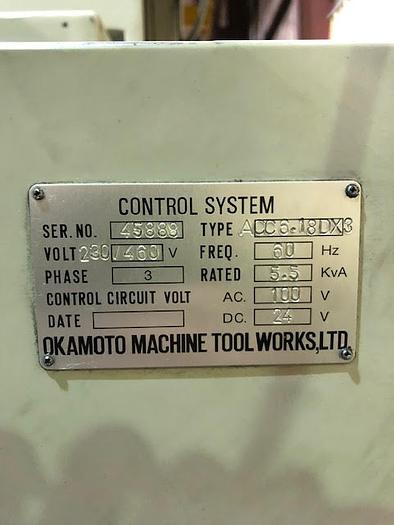 CONTROL SYSTEM
SER. NO. 45888 TYPE ACC6·18DX3
VOLT 230/460 V FREQ. 60 Hz
PHASE 3 RATED 5.5 KvA
CONTROL CIRCUIT VOLT AC. 100 V
DATE DC. 24 V
OKAMOTO MACHINE TOOL WORKS,LTD.